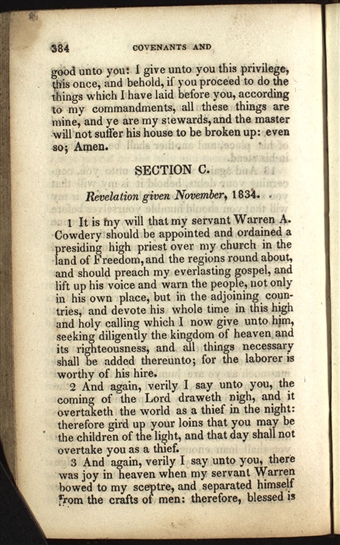 384 COVENANTS AND
good unto you: I give unto you this privilege,
this once, and behold, if you proceed to do the
things which I have laid before you, according
to my commandments, all these things are
mine, and ye are my stewards, and the master
will not suffer his house to be broken up: even
so; Amen.
SECTION C.
Revelation given November, 1834.
1 It is my will that my servant Warren A.
Cowdery should be appointed and ordained a
presiding high priest over my church in the
land of Freedom, and the regions round about,
and should preach my everlasting gospel, and
lift up his voice and warn the people, not only
in his own place, but in the adjoining coun-
tries, and devote his whole time in this high
and holy calling which I now give unto him,
seeking diligently the kingdom of heaven and
its righteousness, and all things necessary
shall be added thereunto; for the laborer is
worthy of his hire.
2 And again, verily I say unto you, the
coming of the Lord draweth nigh, and it
overtaketh the world as a thief in the night:
therefore gird up your loins that you may be
the children of the light, and that day shall not
overtake you as a thief.
3 And again, verily I say unto you, there
was joy in heaven when my servant Warren
bowed to my sceptre, and separated himself
from the crafts of men: therefore, blessed is